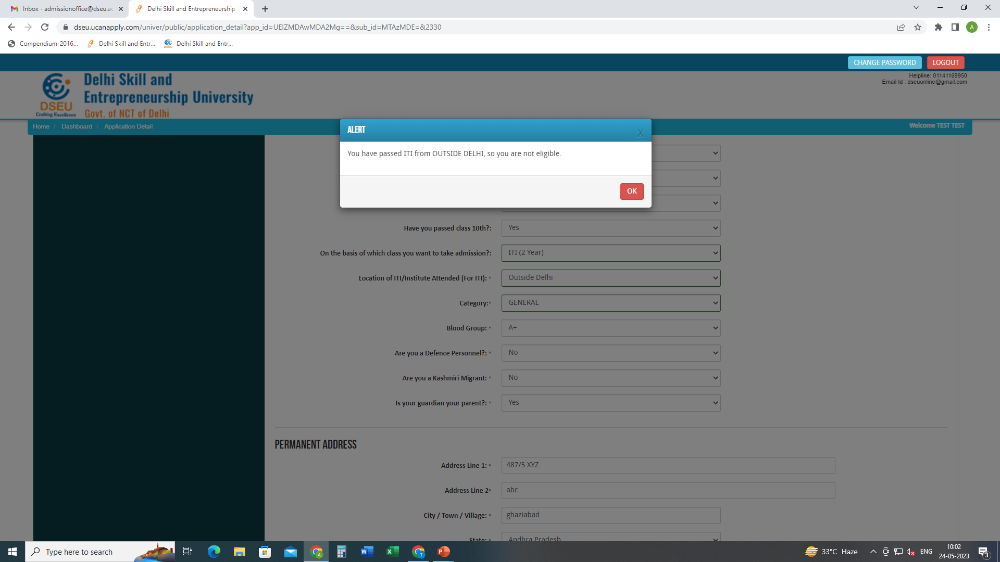 Inbox - admissionoffice@dseu.ac
Delhi Skill and Entrepreneurship
dseu.ucanapply.com/univer/public/application_detail?app_id=UEIZMDAwMDA2Mg==&sub_id=MTAzMDE=&2330
A
Compendium-2016...
Delhi Skill and Entr...
Delhi Skill and Entr...
CHANGE PASSWORD
LOGOUT
Helpline: 01141169950
Email Id : dseuonline@gmail.com
DSEU
Crafting Excellence
Delhi Skill and
Entrepreneurship University
Govt. of NCT of Delhi
Home / Dashboard / Application Detail
Welcome TEST TEST
ALERT
X
You have passed ITI from OUTSIDE DELHI, so you are not eligible.
OK
Have you passed class 10th?: Yes
On the basis of which class you want to take admission?: ITI (2 Year)
Location of ITI/Institute Attended (For ITI): * Outside Delhi
Category:* GENERAL
Blood Group: * A+
Are you a Defence Personnel?: * No
Are you a Kashmiri Migrant: * No
Is your guardian your parent?: * Yes
PERMANENT ADDRESS
Address Line 1: * 487/5 XYZ
Address Line 2* abc
City / Town / Village: * ghaziabad
State: * Andhra Pradesh
Type here to search
33°C Haze
ENG
10:02
24-05-2023
3